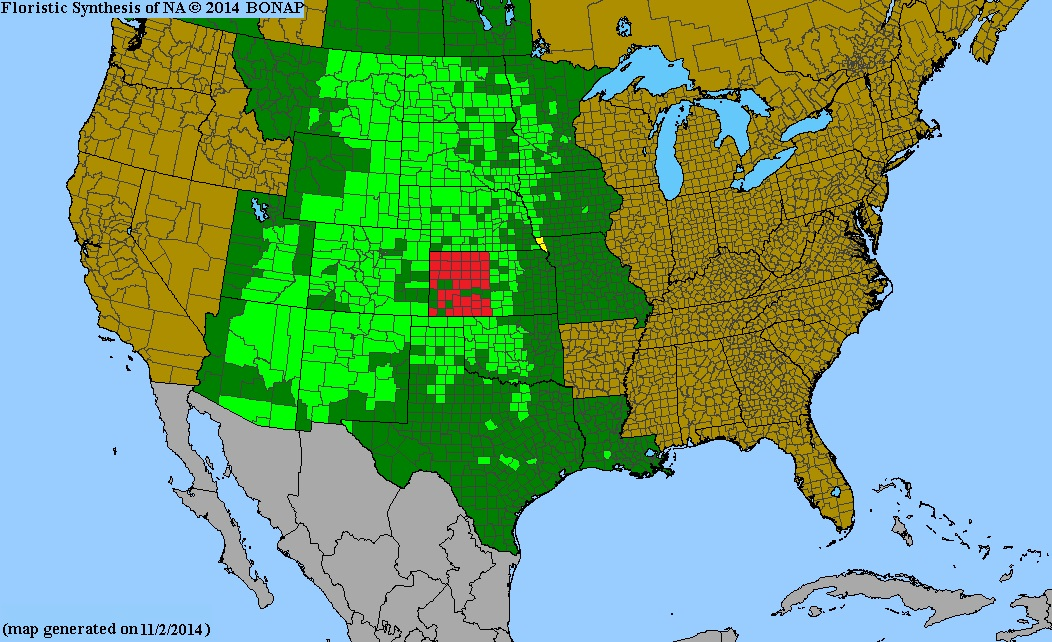 Floristic Synthesis of NA © 2014 BONAP
(map generated on 11/2/2014)